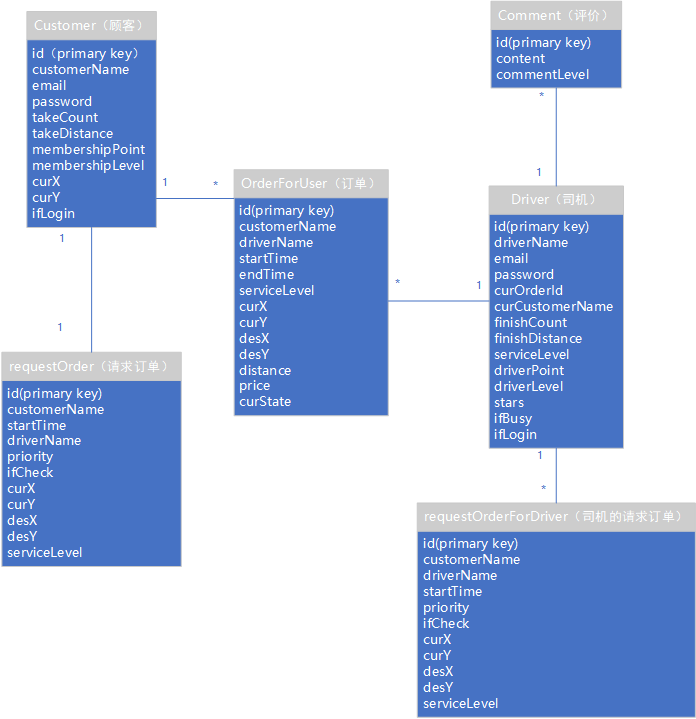 Customer（顾客）
id（primary key）
customerName
email
password
takeCount
takeDistance
membershipPoint
membershipLevel
curX
curY
ifLogin
Comment（评价）
id(primary key)
content
commentLevel
*
1
1
*
OrderForUser（订单）
id(primary key)
customerName
driverName
startTime
endTime
serviceLevel
curX
curY
desX
desY
distance
price
curState
Driver（司机）
id(primary key)
driverName
email
password
curOrderId
curCustomerName
finishCount
finishDistance
serviceLevel
driverPoint
driverLevel
stars
ifBusy
ifLogin
*
1
1
1
requestOrder（请求订单）
id(primary key)
customerName
startTime
driverName
priority
ifCheck
curX
curY
desX
desY
serviceLevel
1
*
requestOrderForDriver（司机的请求订单）
id(primary key)
customerName
driverName
startTime
priority
ifCheck
curX
curY
desX
desY
serviceLevel